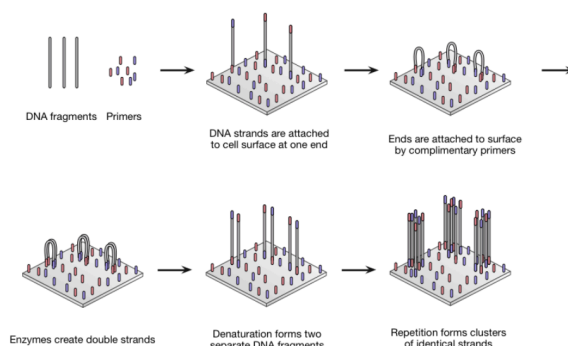 DNA fragments
Primers
DNA strands are attached
to cell surface at one end
Ends are attached to surface
by complimentary primers
Enzymes create double strands
Denaturation forms two
separate DNA fragments
Repetition forms clusters
of identical strands